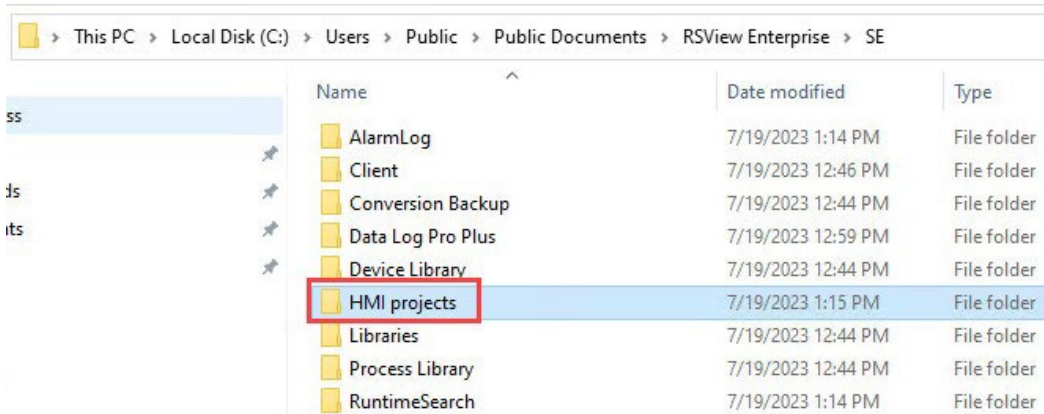 This PC > Local Disk (C:) > Users > Public > Public Documents > RSView Enterprise > SE
Name Date modified Type
ss
AlarmLog 7/19/2023 1:14 PM File folder
Client 7/19/2023 12:46 PM File folder
ds Conversion Backup 7/19/2023 12:44 PM File folder
its Data Log Pro Plus 7/19/2023 12:59 PM File folder
Device Library 7/19/2023 12:44 PM File folder
HMI projects 7/19/2023 1:15 PM File folder
Libraries 7/19/2023 12:44 PM File folder
Process Library 7/19/2023 12:44 PM File folder
RuntimeSearch 7/19/2023 1:14 PM File folder